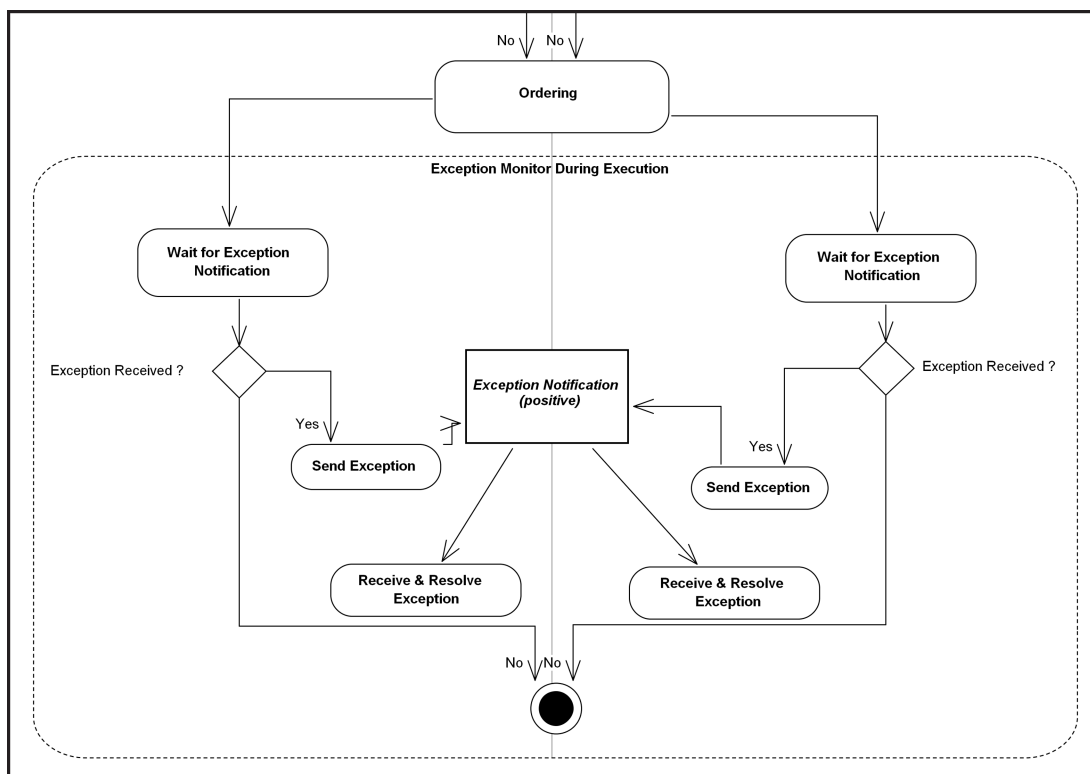 No
No
Ordering
Exception Monitor During Execution
Wait for Exception
Notification
Wait for Exception
Notification
Exception Received ?
Exception Received ?
Exception Notification
(positive)
Yes
Yes
Send Exception
Send Exception
Receive & Resolve
Exception
Receive & Resolve
Exception
No
No